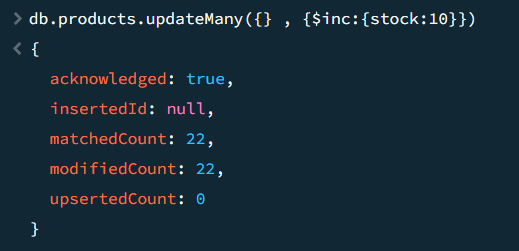 > db.products.updateMany({} , {$inc:{stock:10}})
< {
acknowledged: true,
insertedId: null,
matchedCount: 22,
modifiedCount: 22,
upsertedCount: 0
}